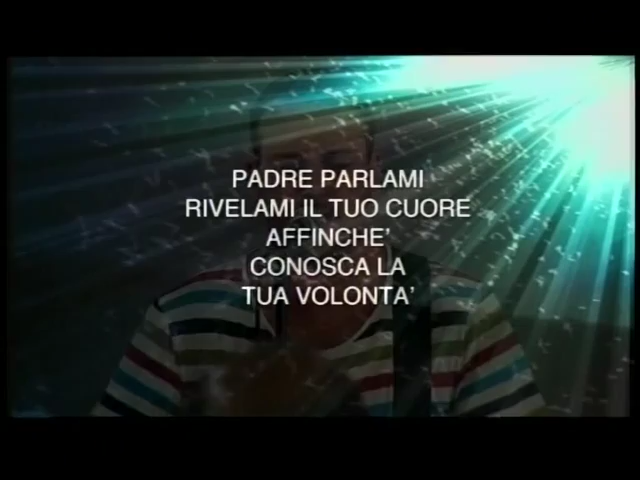 PADRE PARLAMI
RIVELAMI IL TUO CUORE
AFFINCHE’
CONOSCA LA
TUA VOLONTA’